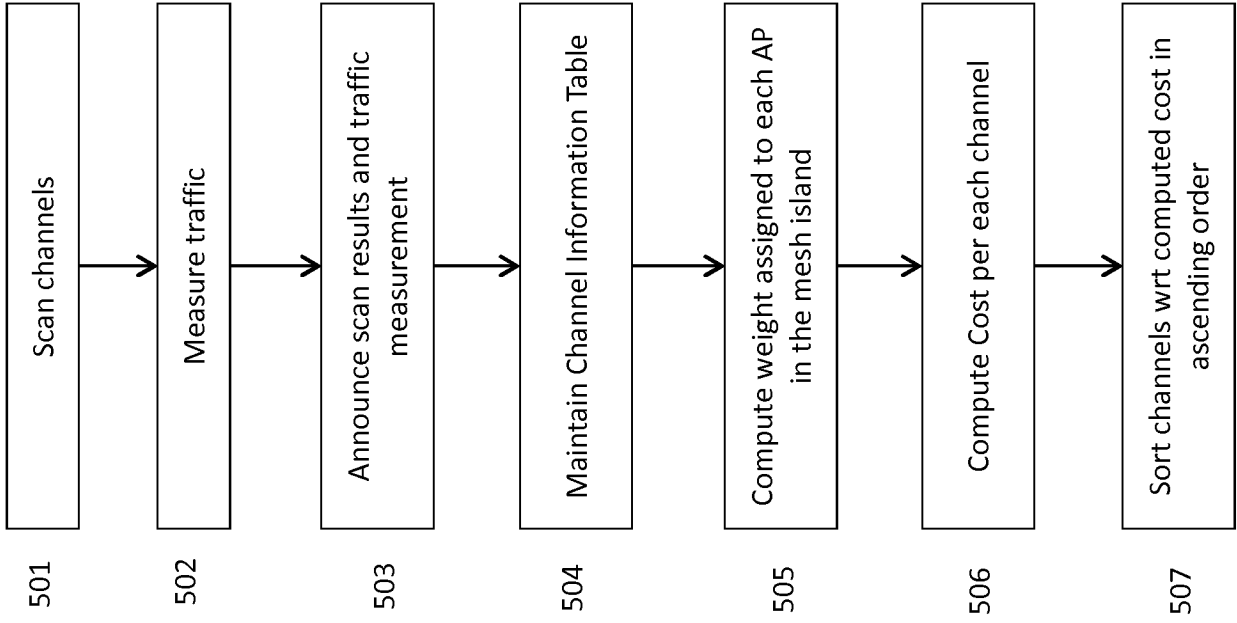 501
Scan channels
502
Measure traffic
503
Announce scan results and traffic
measurement
504
Maintain Channel Information Table
505
Compute weight assigned to each AP
in the mesh island
506
Compute Cost per each channel
507
Sort channels wrt computed cost in
ascending order